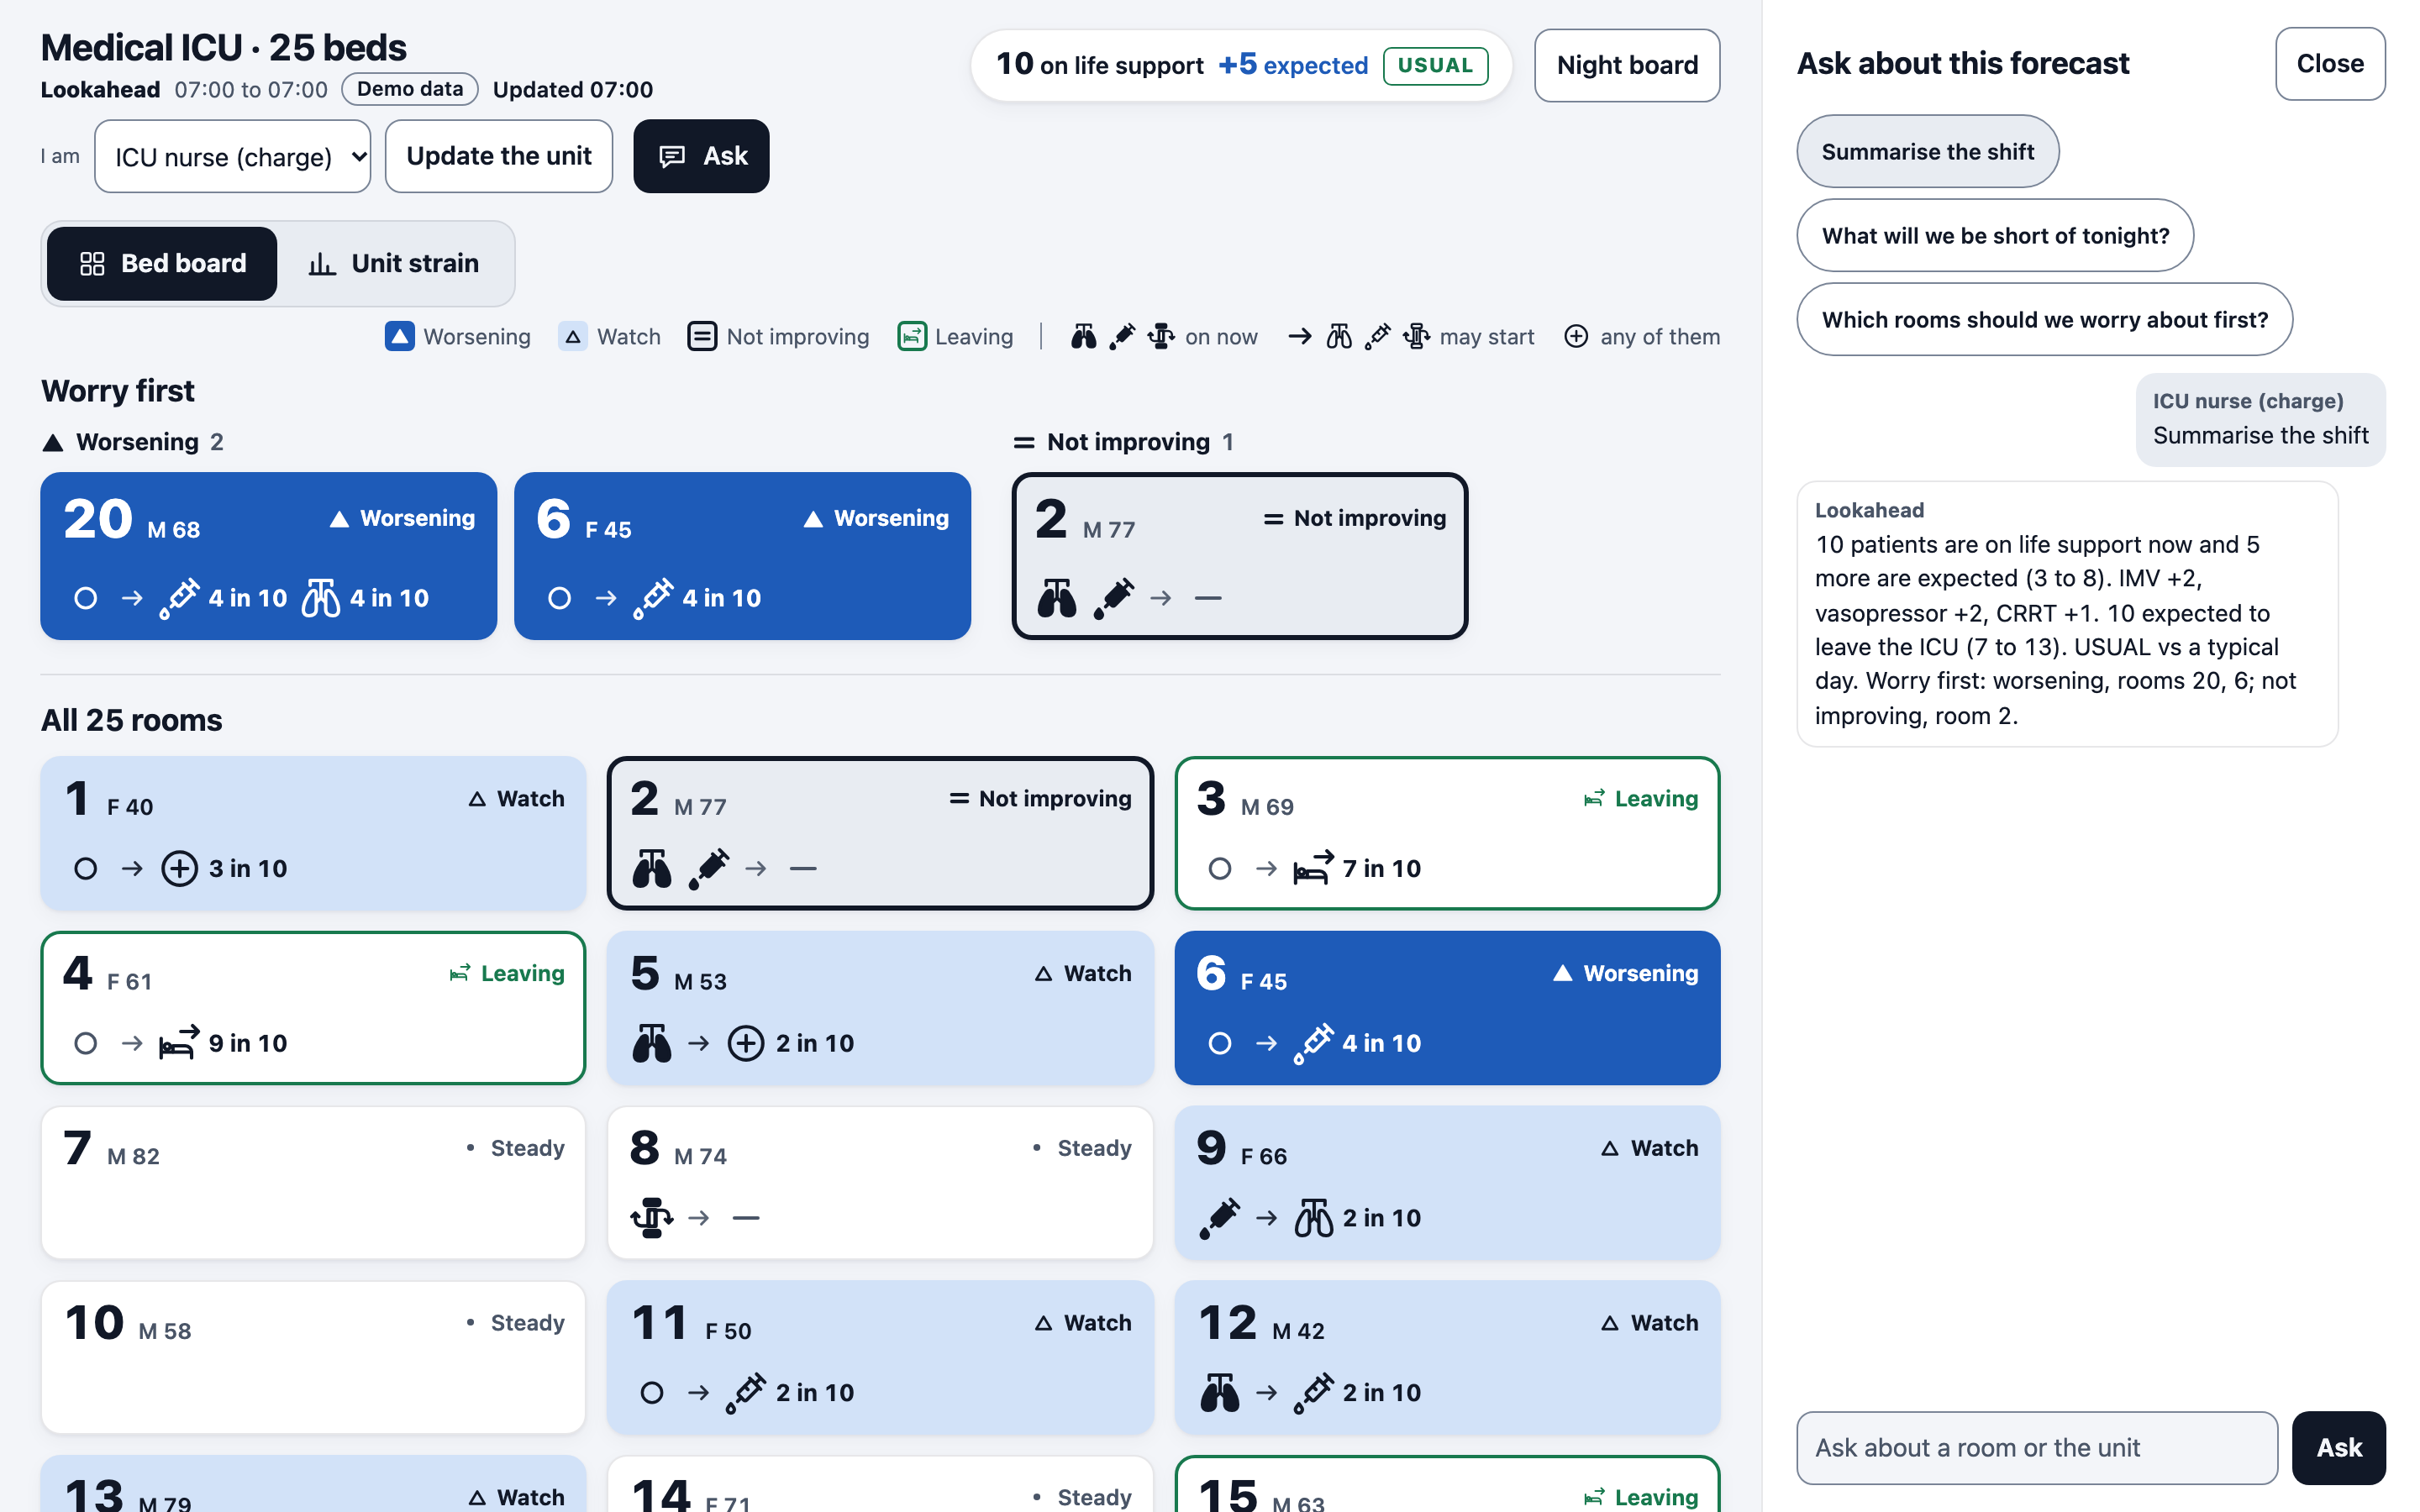 Medical ICU · 25 beds
Lookahead 07:00 to 07:00 Demo data Updated 07:00
10 on life support +5 expected USUAL
Night board
I am ICU nurse (charge) Update the unit Ask
Bed board Unit strain
Worsening Watch Not improving Leaving on now → may start any of them
Worry first
Worsening 2
Not improving 1
20 M 68 Worsening
→ 4 in 10 4 in 10
6 F 45 Worsening
→ 4 in 10
2 M 77 = Not improving
→ —
All 25 rooms
1 F 40 Watch
→ 3 in 10
2 M 77 = Not improving
→ —
3 M 69 Leaving
→ 7 in 10
4 F 61 Leaving
→ 9 in 10
5 M 53 Watch
→ 2 in 10
6 F 45 Worsening
→ 4 in 10
7 M 82 • Steady
8 M 74 • Steady
→ —
9 F 66 Watch
→ 2 in 10
10 M 58 • Steady
11 F 50 Watch
→ 2 in 10
12 M 42 Watch
→ 2 in 10
13 M 79 Watch
14 F 71 • Steady
15 M 63 Leaving
Ask about this forecast
Close
Summarise the shift
What will we be short of tonight?
Which rooms should we worry about first?
ICU nurse (charge)
Summarise the shift
Lookahead
10 patients are on life support now and 5
more are expected (3 to 8). IMV +2,
vasopressor +2, CRRT +1. 10 expected to
leave the ICU (7 to 13). USUAL vs a typical
day. Worry first: worsening, rooms 20, 6; not
improving, room 2.
Ask about a room or the unit
Ask